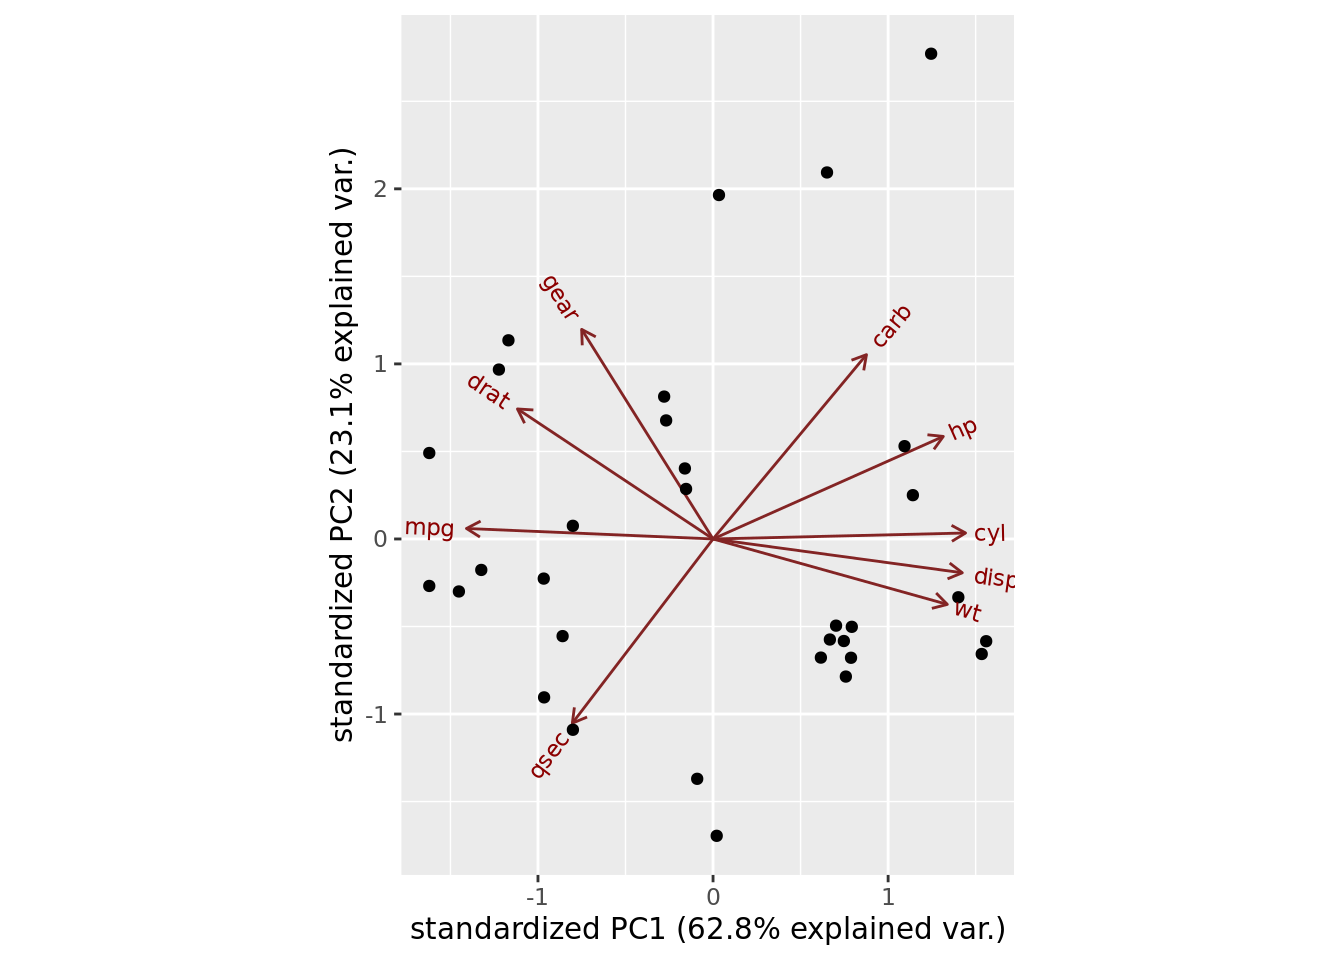 gear
carb
drat
hp
mpg
cyl
disp
wt
qsec
2
1
0
-1
-1
0
1
standardized PC1 (62.8% explained var.)
standardized PC2 (23.1% explained var.)